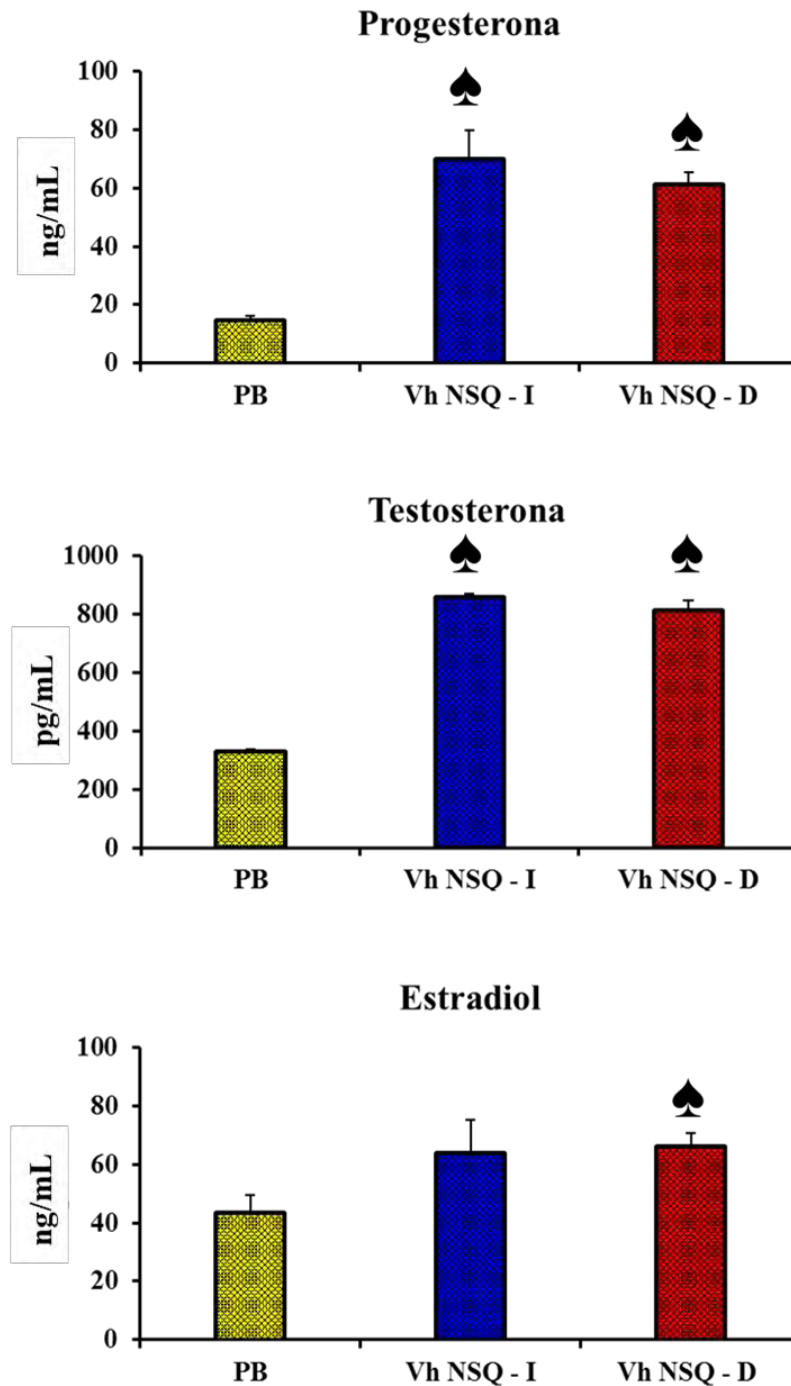 Progesterona
100
80
60
40
20
0
ng/mL
PB Vh NSQ - I Vh NSQ - D
Testosterona
1000
800
600
400
200
0
pg/mL
PB Vh NSQ - I Vh NSQ - D
Estradiol
100
80
60
40
20
0
ng/mL
PB Vh NSQ - I Vh NSQ - D